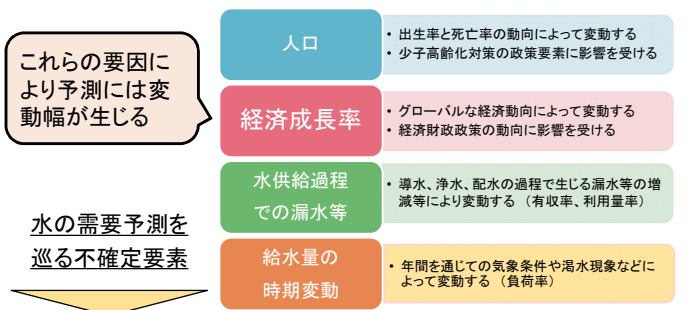 これらの要因に
より予測には変
動幅が生じる
水の需要予測を
巡る不確定要素
人口
• 出生率と死亡率の動向によって変動する
• 少子高齢化対策の政策要素に影響を受ける
経済成長率
• グローバルな経済動向によって変動する
• 経済財政政策の動向に影響を受ける
水供給過程
での漏水等
• 導水、浄水、配水の過程で生じる漏水等の増
減等により変動する （有収率、利用量率）
給水量の
時期変動
• 年間を通じての気象条件や渇水現象などに
よって変動する （負荷率）